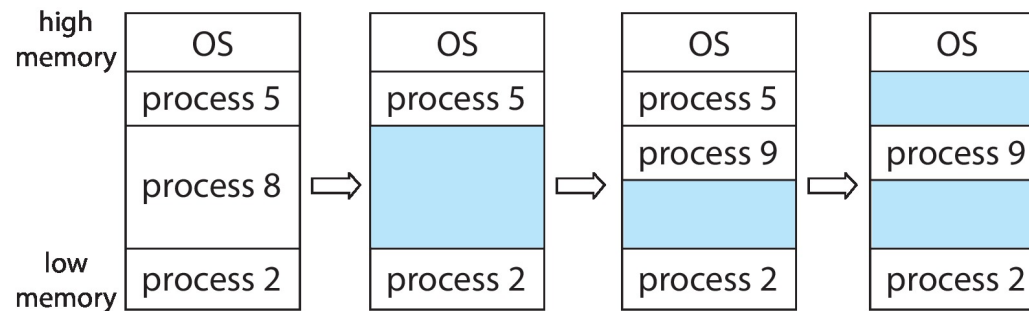 high
memory
OS
process 5
process 8
process 2
low
memory
OS
process 5
process 2
OS
process 5
process 9
process 2
OS
process 9
process 2